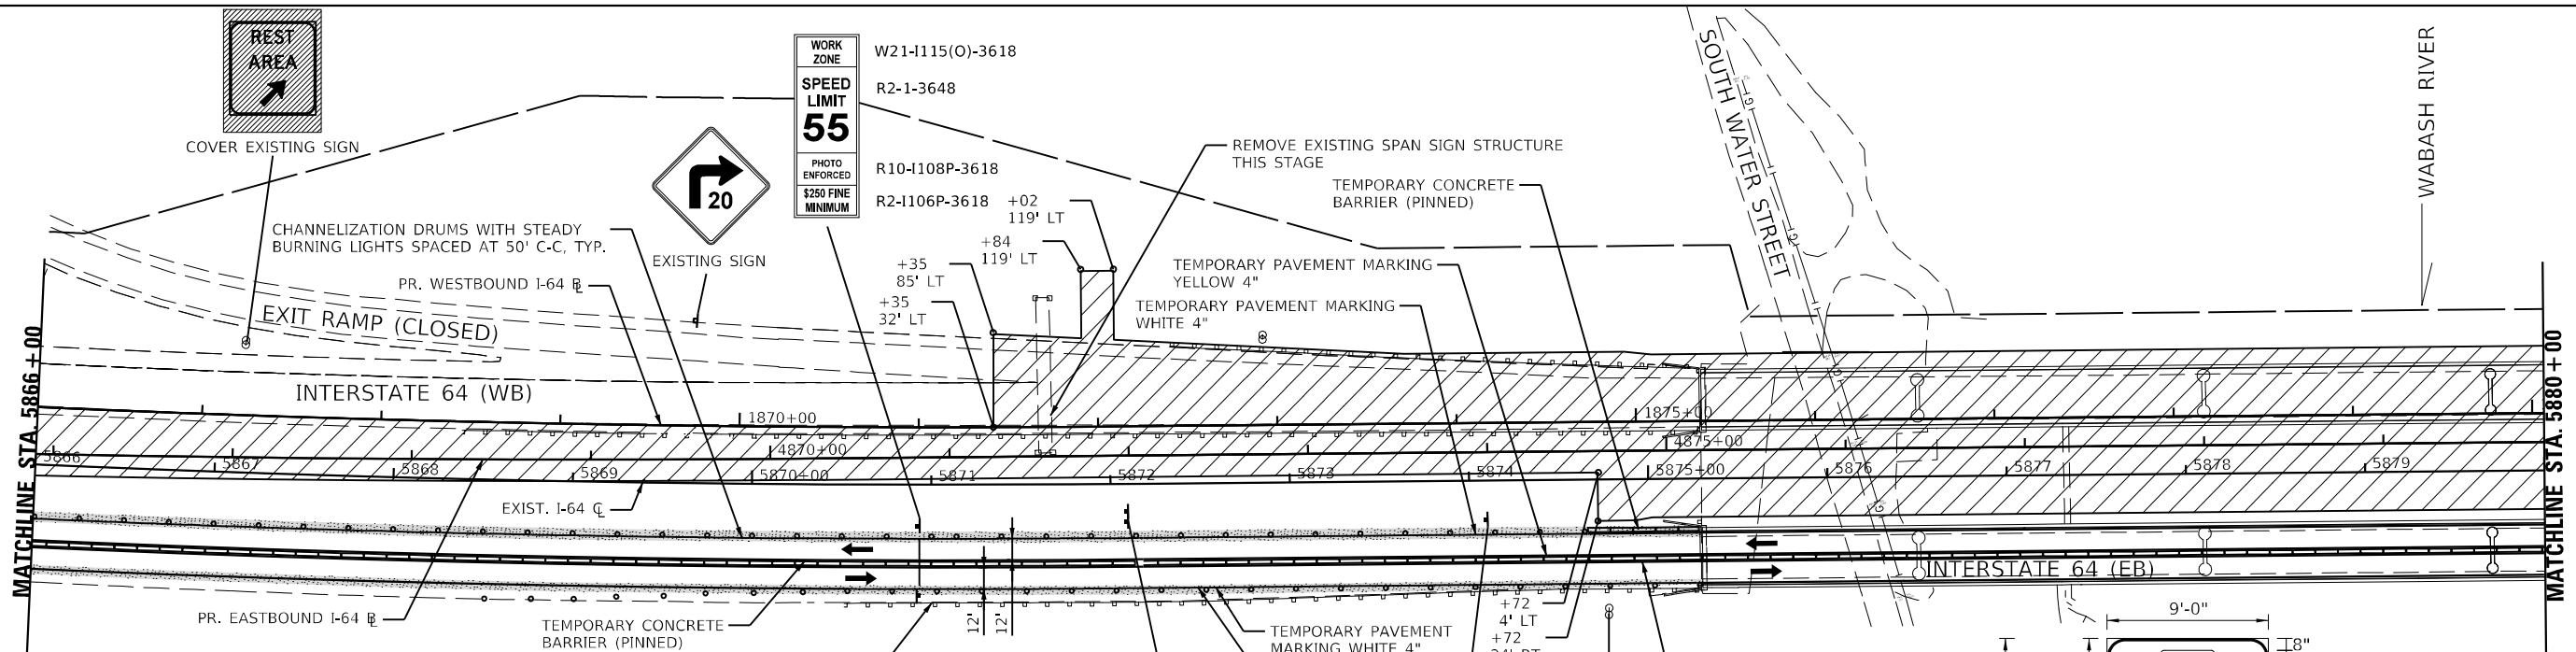 REST
AREA
COVER EXISTING SIGN
WORK
ZONE
SPEED
LIMIT
55
PHOTO
ENFORCED
$250 FINE
MINIMUM
W21-I115(O)-3618
R2-1-3648
R10-I108P-3618
R2-I106P-3618
20
EXISTING SIGN
CHANNELIZATION DRUMS WITH STEADY
BURNING LIGHTS SPACED AT 50' C-C, TYP.
PR. WESTBOUND I-64 BL
EXIT RAMP (CLOSED)
INTERSTATE 64 (WB)
+02
119' LT
+84
119' LT
+35
85' LT
+35
32' LT
REMOVE EXISTING SPAN SIGN STRUCTURE
THIS STAGE
TEMPORARY CONCRETE
BARRIER (PINNED)
TEMPORARY PAVEMENT MARKING
YELLOW 4"
TEMPORARY PAVEMENT MARKING
WHITE 4"
SOUTH WATER STREET
WABASH RIVER
MATCHLINE STA. 5866+00
MATCHLINE STA. 5880+00
1870+00
1875+00
4870+00
4875+00
5866
5867
5868
5869
5870+00
5871
5872
5873
5874
5875+00
5876
5877
5878
5879
EXIST. I-64 CL
INTERSTATE 64 (EB)
PR. EASTBOUND I-64 BL
TEMPORARY CONCRETE
BARRIER (PINNED)
12'
12'
TEMPORARY PAVEMENT
MARKING WHITE 4"
+72
4' LT
+72
9'-0"
8"